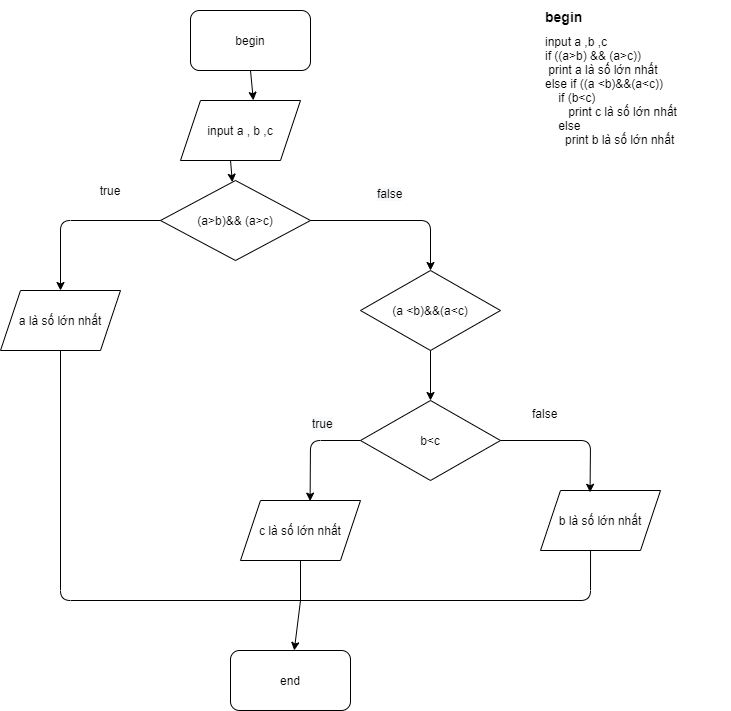 begin
input a , b ,c
true
(a>b)&& (a>c)
false
a là số lớn nhất
(a <b)&&(a<c)
true
b<c
false
c là số lớn nhất
b là số lớn nhất
end
begin
input a ,b ,c
if ((a>b) && (a>c))
print a là số lớn nhất
else if ((a <b)&&(a<c))
if (b<c)
print c là số lớn nhất
else
print b là số lớn nhất